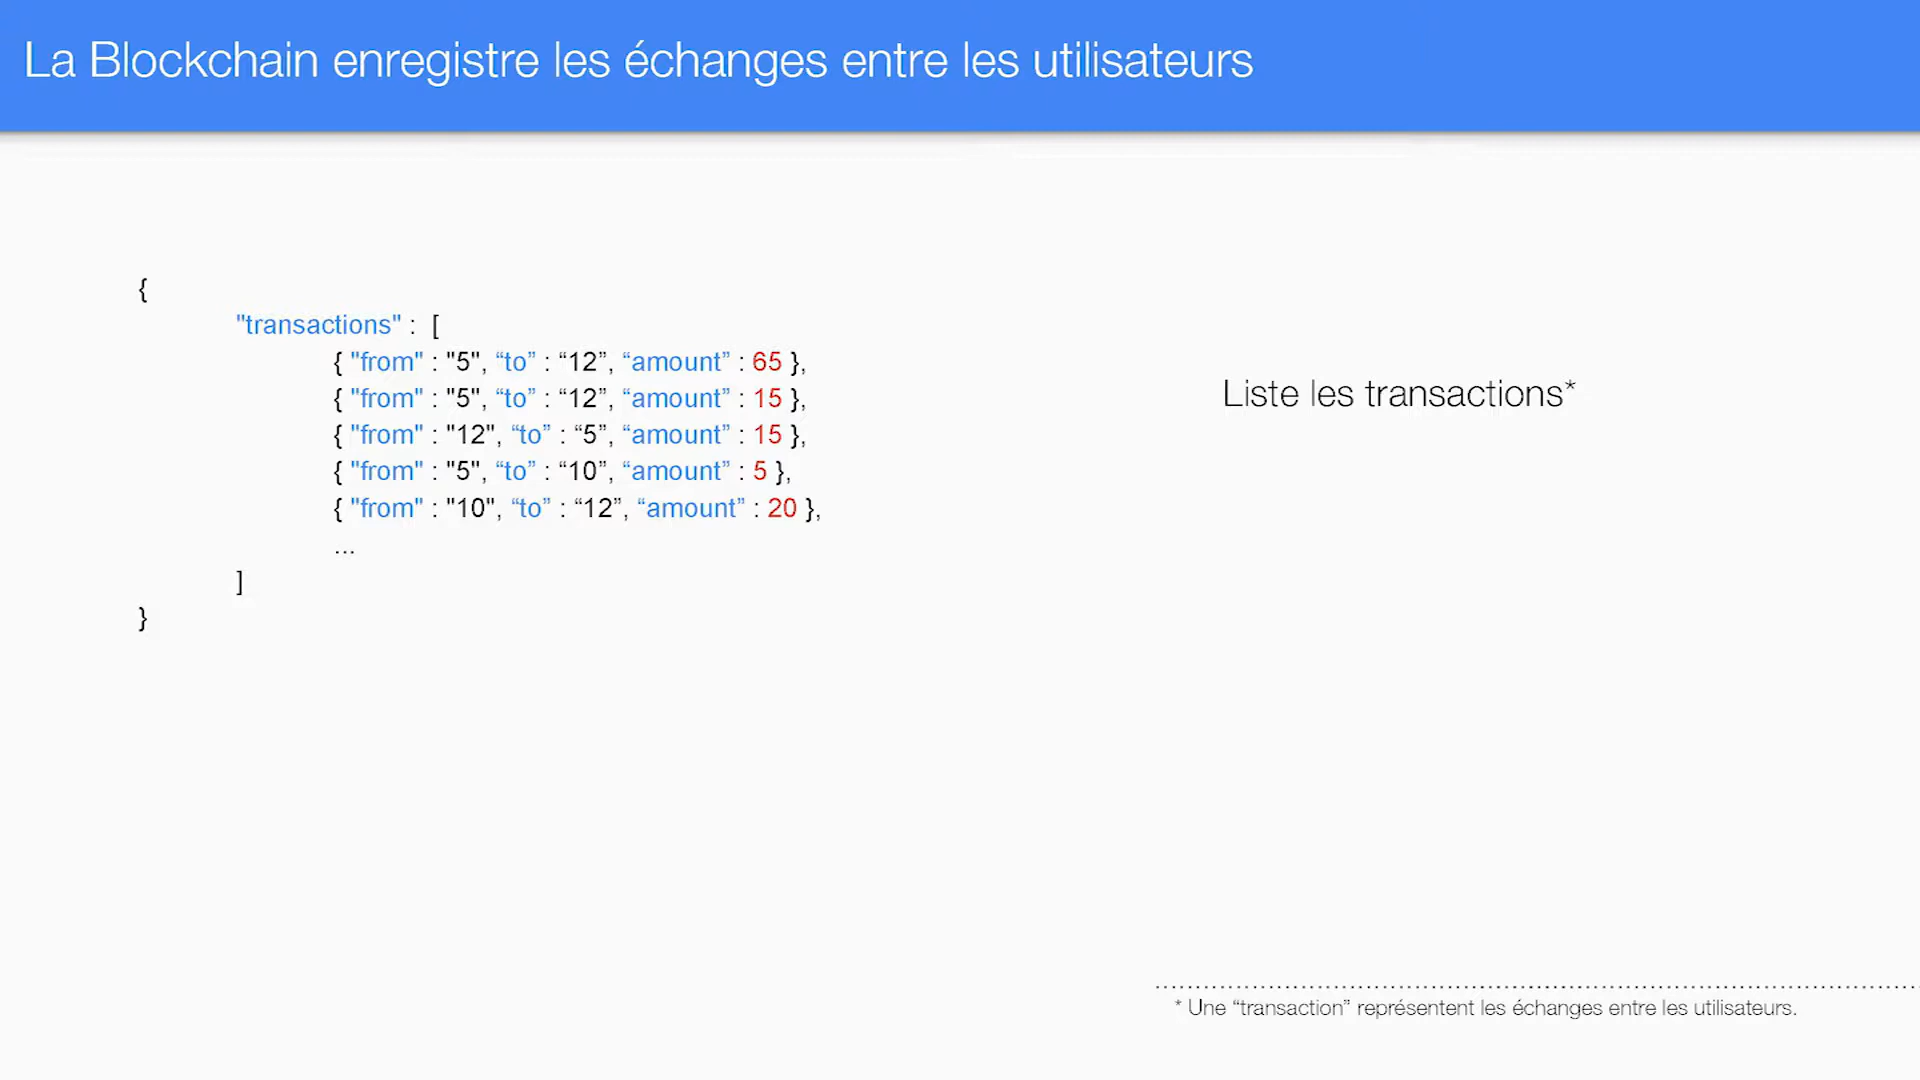 La Blockchain enregistre les échanges entre les utilisateurs
{
"transactions" : [
{ "from" : "5", “to” : “12”, “amount” : 65 },
{ "from" : "5", “to” : “12”, “amount” : 15 },
{ "from" : "12", “to” : “5”, “amount” : 15 },
{ "from" : "5", “to” : “10”, “amount” : 5 },
{ "from" : "10", “to” : “12”, “amount” : 20 },
...
]
}
Liste les transactions*
* Une “transaction” représentent les échanges entre les utilisateurs.